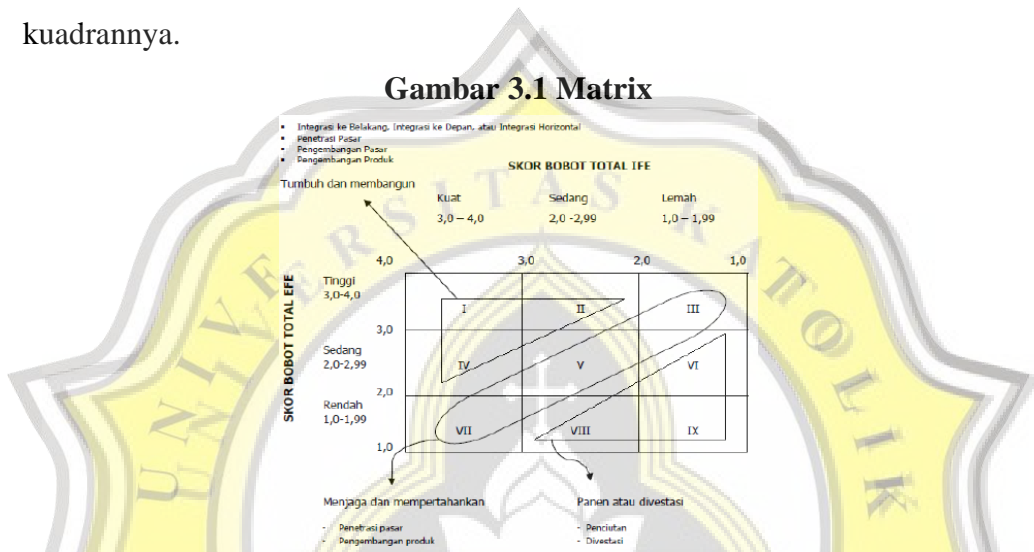 kuadrannya.
Gambar 3.1 Matrix
▪ Integrasi ke Belakang, Integrasi ke Depan, atau Integrasi Horizontal
▪ Penetrasi Pasar
▪ Pengembangan Pasar
▪ Pengembangan Produk
SKOR BOBOT TOTAL IFE
Tumbuh dan membangun
Kuat Sedang Lemah
3,0 – 4,0 2,0 -2,99 1,0 – 1,99
4,0 3,0 2,0 1,0
SKOR BOBOT TOTAL EFE
Tinggi
3,0-4,0
I II III
3,0
Sedang
2,0-2,99
IV V VI
2,0
Rendah
1,0-1,99
VII VIII IX
1,0
Menjaga dan mempertahankan
- Penetrasi pasar
- Pengembangan produk
Panen atau divestasi
- Penciutan
- Divestasi
UNIVERSITAS KATOLIK